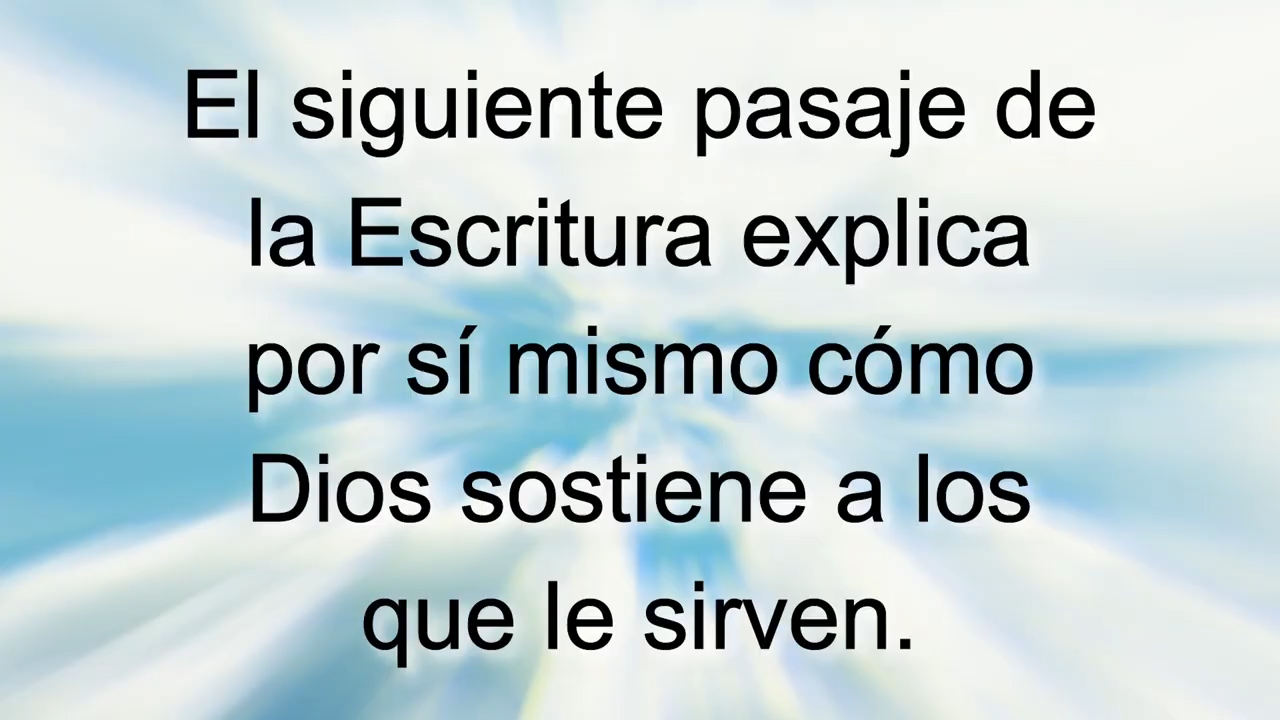 El siguiente pasaje de
la Escritura explica
por sí mismo cómo
Dios sostiene a los
que le sirven.